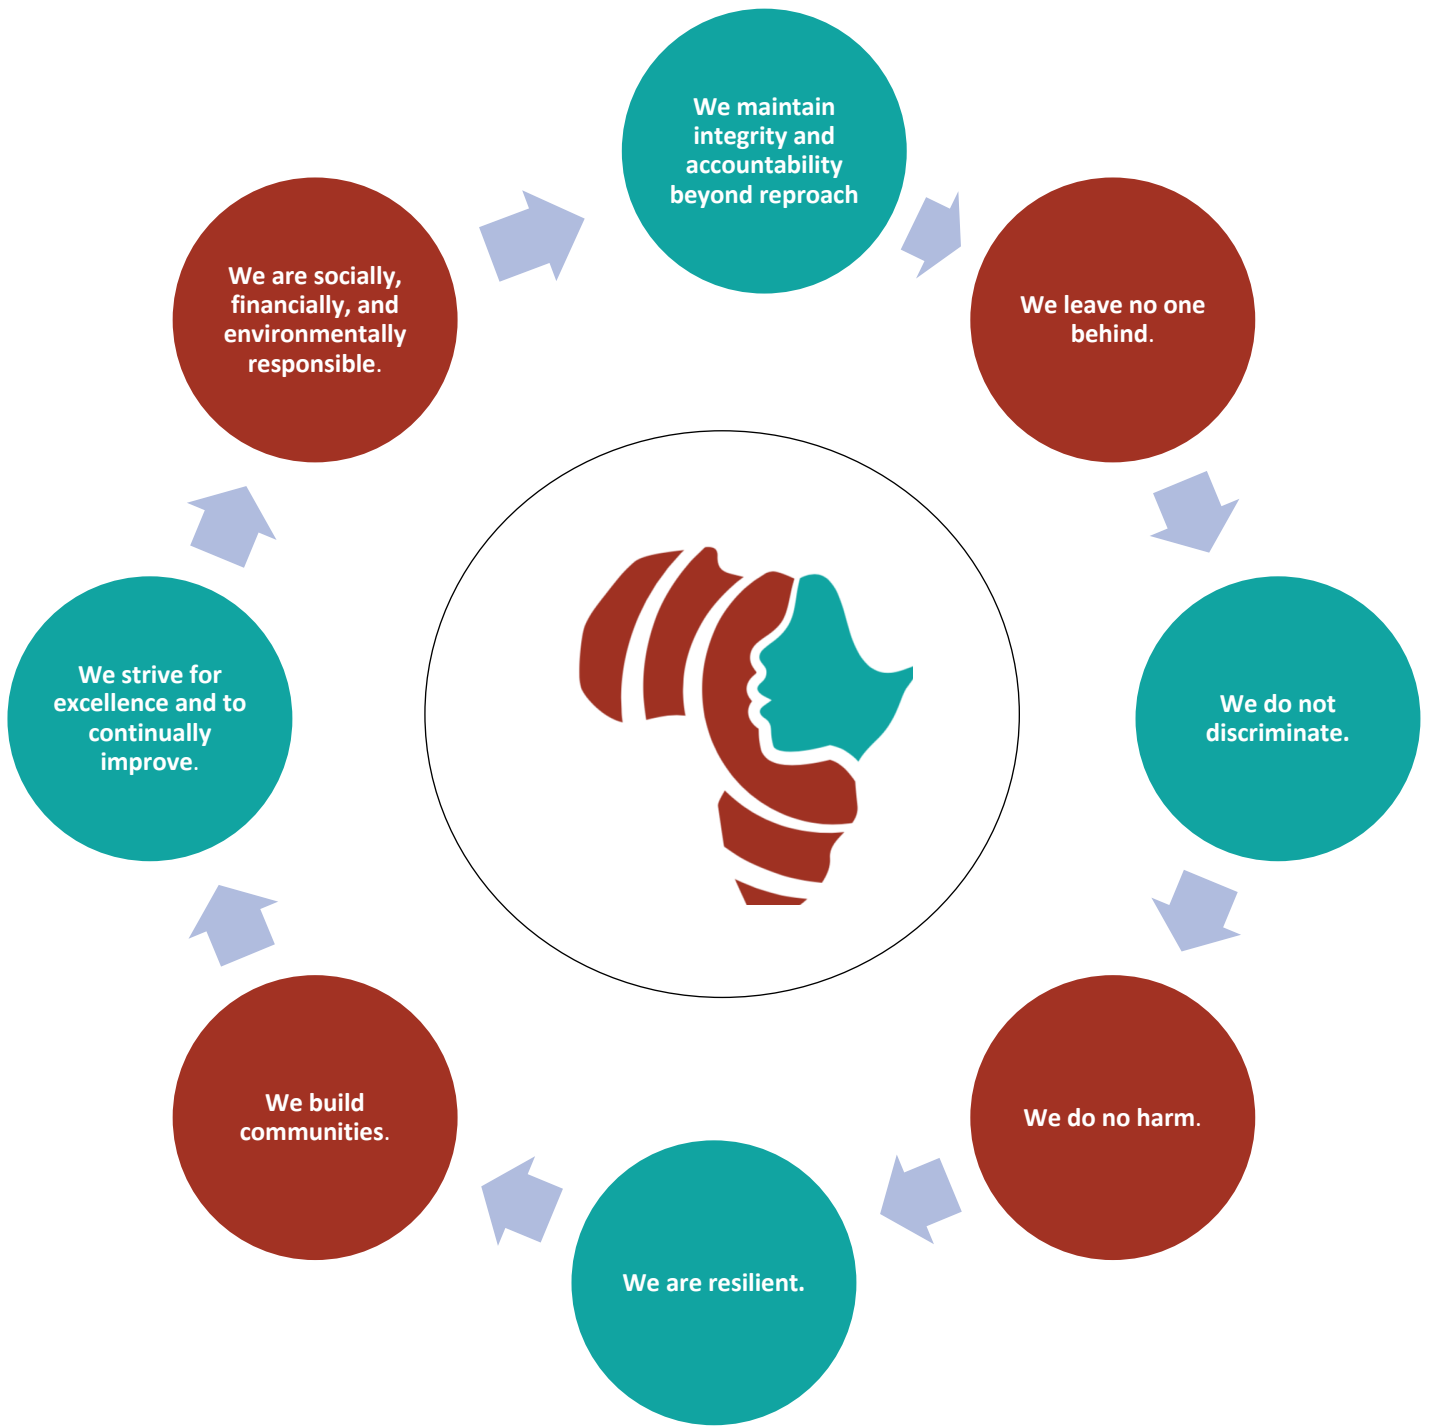 We maintain
integrity and
accountability
beyond reproach
We leave no one
behind.
We do not
discriminate.
We do no harm.
We are resilient.
We build
communities.
We strive for
excellence and to
continually
improve.
We are socially,
financially, and
environmentally
responsible.